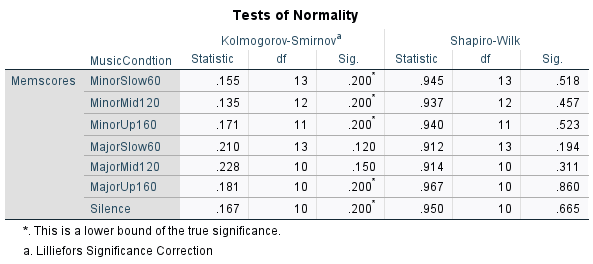 Tests of Normality
Kolmogorov-Smirnov^a Shapiro-Wilk
MusicCondtion Statistic df Sig. Statistic df Sig.
Memscores MinorSlow60 .155 13 .200* .945 13 .518
MinorMid120 .135 12 .200* .937 12 .457
MinorUp160 .171 11 .200* .940 11 .523
MajorSlow60 .210 13 .120 .912 13 .194
MajorMid120 .228 10 .150 .914 10 .311
MajorUp160 .181 10 .200* .967 10 .860
Silence .167 10 .200* .950 10 .665
*. This is a lower bound of the true significance.
a. Lilliefors Significance Correction